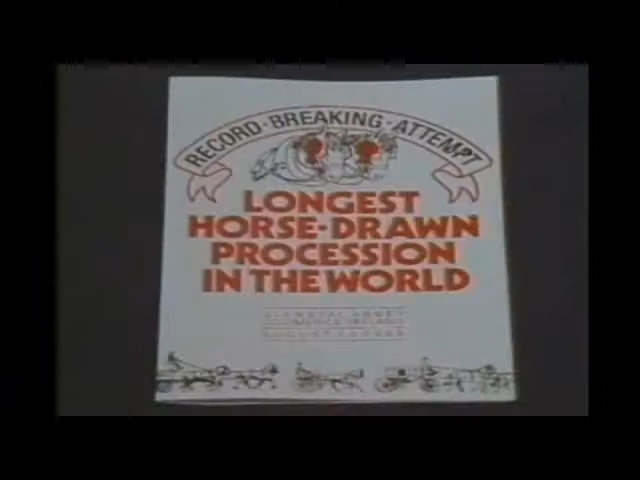 RECORD-BREAKING-ATTEMPT
LONGEST
HORSE-DRAWN
PROCESSION
IN THE WORLD